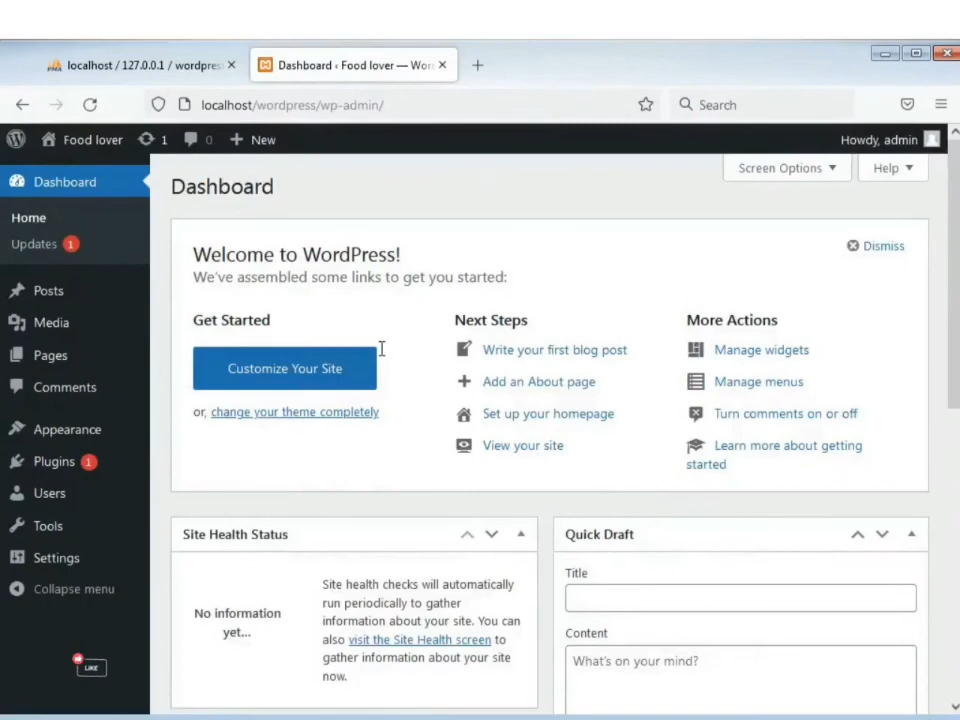 localhost / 127.0.0.1 / wordpres
Dashboard ‹ Food lover — Wor
localhost/wordpress/wp-admin/
Search
Food lover
1
0
New
Howdy, admin
Dashboard
Home
Updates 1
Posts
Media
Pages
Comments
Appearance
Plugins 1
Users
Tools
Settings
Collapse menu
LIKE
Screen Options
Help
Dashboard
Welcome to WordPress!
We've assembled some links to get you started:
Dismiss
Get Started
Customize Your Site
or, change your theme completely
Next Steps
Write your first blog post
Add an About page
Set up your homepage
View your site
More Actions
Manage widgets
Manage menus
Turn comments on or off
Learn more about getting
started
Site Health Status
No information
yet...
Site health checks will automatically
run periodically to gather
information about your site. You can
also visit the Site Health screen to
gather information about your site
now.
Quick Draft
Title
Content
What's on your mind?